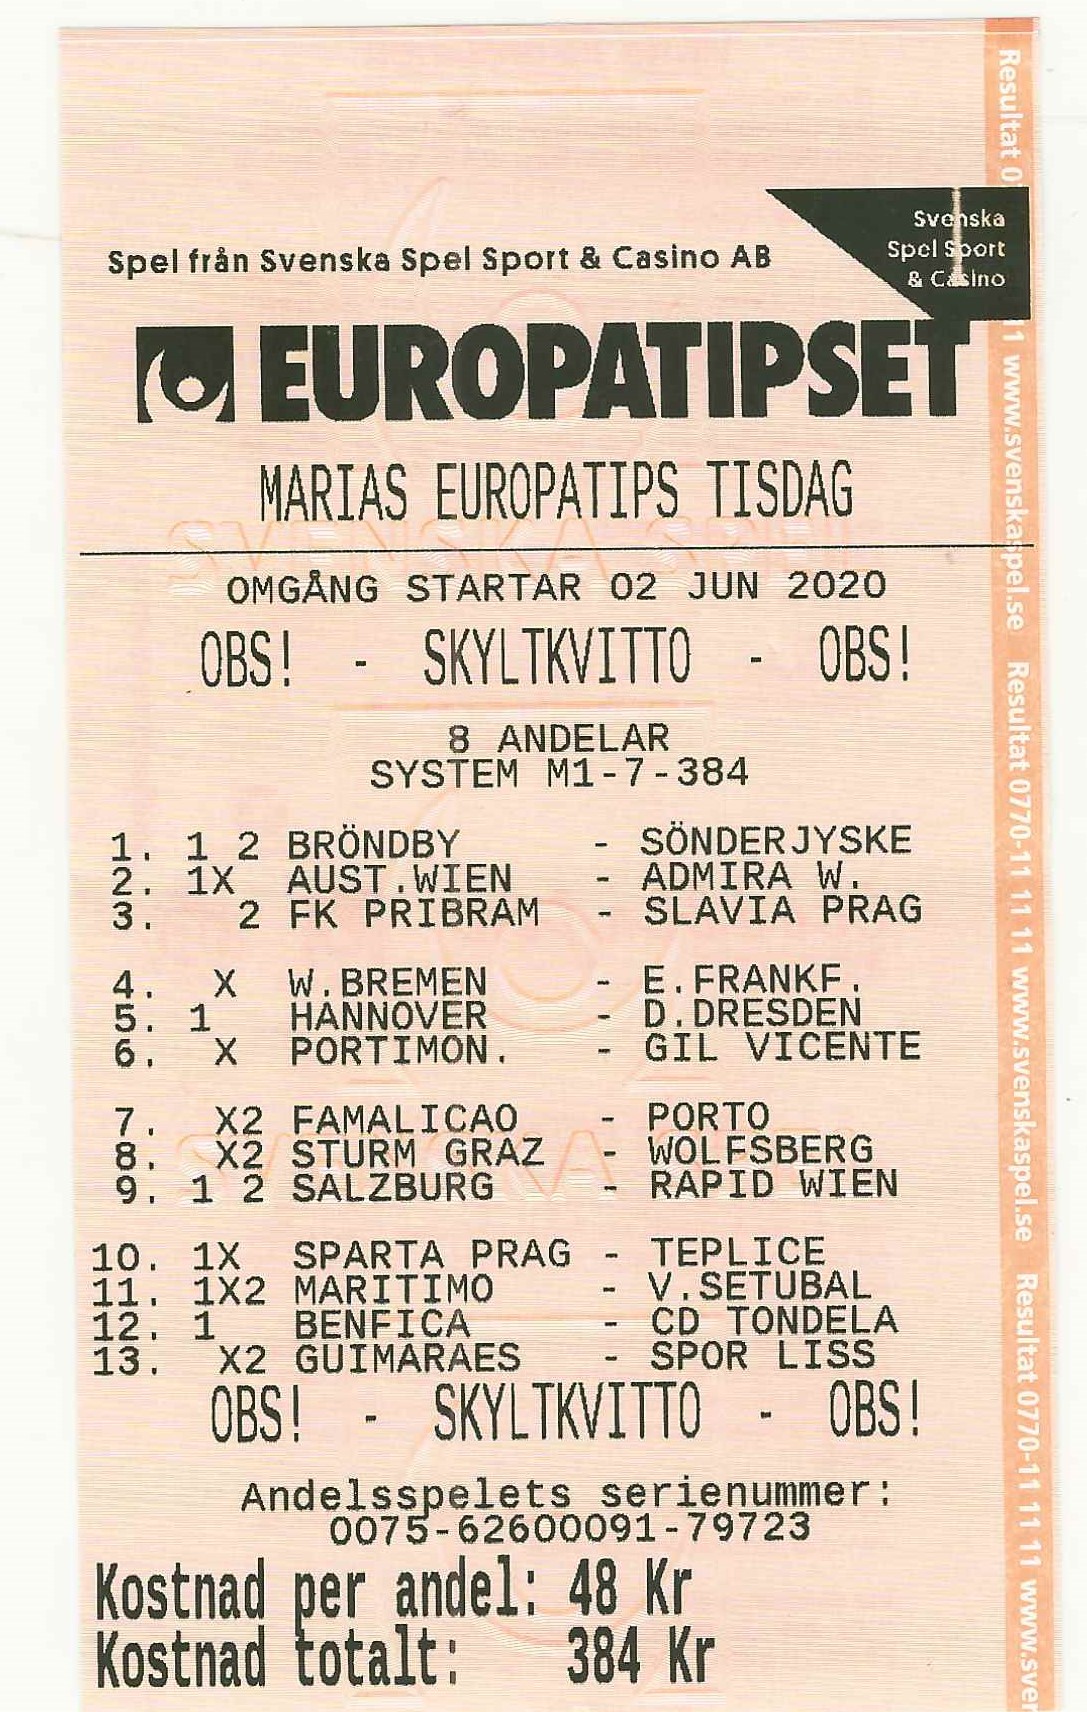 Spel från Svenska Spel Sport & Casino AB
Svenska
Spel Sport
& Casino
EUROPATIPSET
MARIAS EUROPATIPS TISDAG
OMGÅNG STARTAR 02 JUN 2020
OBS! - SKYLTKVITTO - OBS!
8 ANDELAR
SYSTEM M1-7-384
1. 1 2 BRÖNDBY - SÖNDERJYSKE
2. 1X AUST.WIEN - ADMIRA W.
3. 2 FK PRIBRAM - SLAVIA PRAG
4. X W.BREMEN - E.FRANKF.
5. 1 HANNOVER - D.DRESDEN
6. X PORTIMON. - GIL VICENTE
7. X2 FAMALICAO - PORTO
8. X2 STURM GRAZ - WOLFSBERG
9. 1 2 SALZBURG - RAPID WIEN
10. 1X SPARTA PRAG - TEPLICE
11. 1X2 MARITIMO - V.SETUBAL
12. 1 BENFICA - CD TONDELA
13. X2 GUIMARAES - SPOR LISS
OBS! - SKYLTKVITTO - OBS!
Andelsspelets serienummer:
0075-62600091-79723
Kostnad per andel: 48 Kr
Kostnad totalt: 384 Kr
Resultat 0 11 www.svenskaspel.se Resultat 0770-11 11 11 www.svenskaspel.se Resultat 0770-11 11 11 www.sver
SVENSKA SPEL
SVENSKA